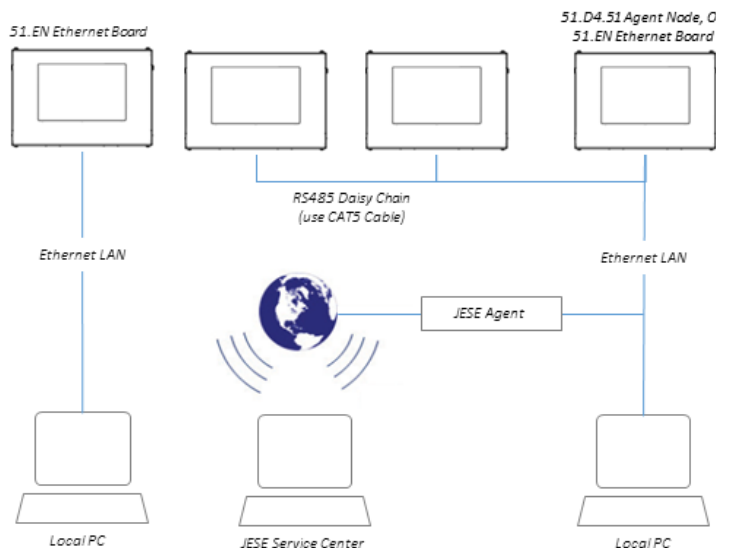 51.EN Ethernet Board
51.D4.51 Agent Node, O
51.EN Ethernet Board
RS485 Daisy Chain
(use CAT5 Cable)
Ethernet LAN
Ethernet LAN
JESE Agent
Local PC
JESE Service Center
Local PC